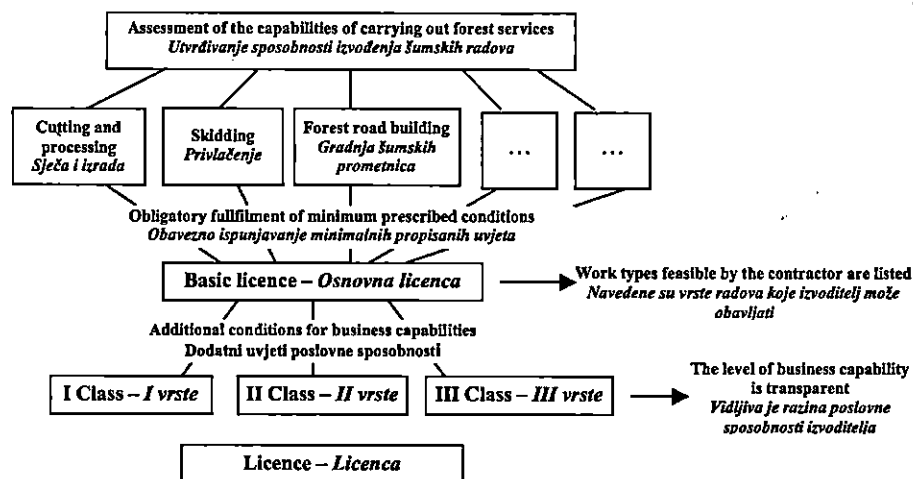 Assessment of the capabilities of carrying out forest services
Utvrđivanje sposobnosti izvođenja šumskih radova
Cutting and
processing
Sječa i izrada
Skidding
Privlačenje
Forest road building
Gradnja šumskih
prometnica
...
...
Obligatory fullfilment of minimum prescribed conditions
Obavezno ispunjavanje minimalnih propisanih uvjeta
Basic licence – Osnovna licenca
Work types feasible by the contractor are listed
Navedene su vrste radova koje izvoditelj može
obavljati
Additional conditions for business capabilities
Dodatni uvjeti poslovne sposobnosti
I Class – I vrste
II Class – II vrste
III Class – III vrste
The level of business capability
is transparent
Vidljiva je razina poslovne
sposobnosti izvoditelja
Licence – Licenca